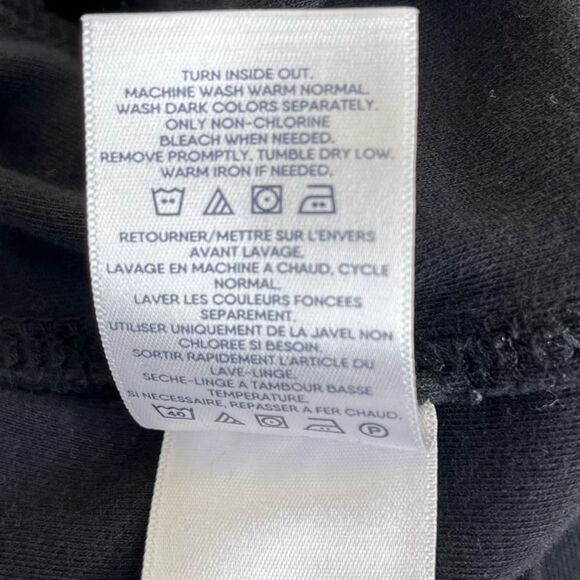 TURN INSIDE OUT.
MACHINE WASH WARM NORMAL.
WASH DARK COLORS SEPARATELY.
ONLY NON-CHLORINE
BLEACH WHEN NEEDED.
REMOVE PROMPTLY. TUMBLE DRY LOW.
WARM IRON IF NEEDED.
RETOURNER/METTRE SUR L'ENVERS
AVANT LAVAGE.
LAVAGE EN MACHINE A CHAUD, CYCLE
NORMAL.
LAVER LES COULEURS FONCEES
SEPAREMENT.
UTILISER UNIQUEMENT DE LA JAVEL NON
CHLOREE SI BESOIN.
SORTIR RAPIDEMENT L'ARTICLE DU
LAVE-LINGE.
SECHE-LINGE A TAMBOUR BASSE
TEMPERATURE.
SI NECESSAIRE, REPASSER A FER CHAUD.
40 P